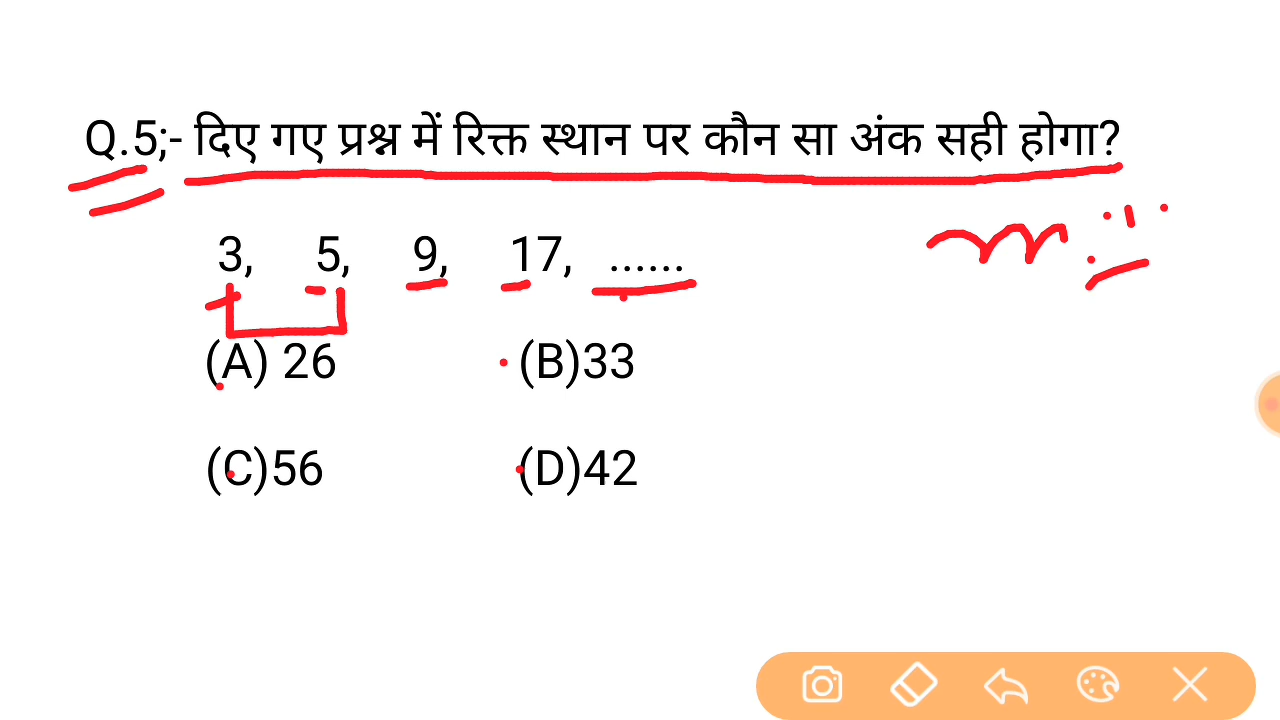 Q.5;- दिए गए प्रश्न में रिक्त स्थान पर कौन सा अंक सही होगा?
3, 5, 9, 17, ......
(A) 26 (B)33
(C)56 (D)42